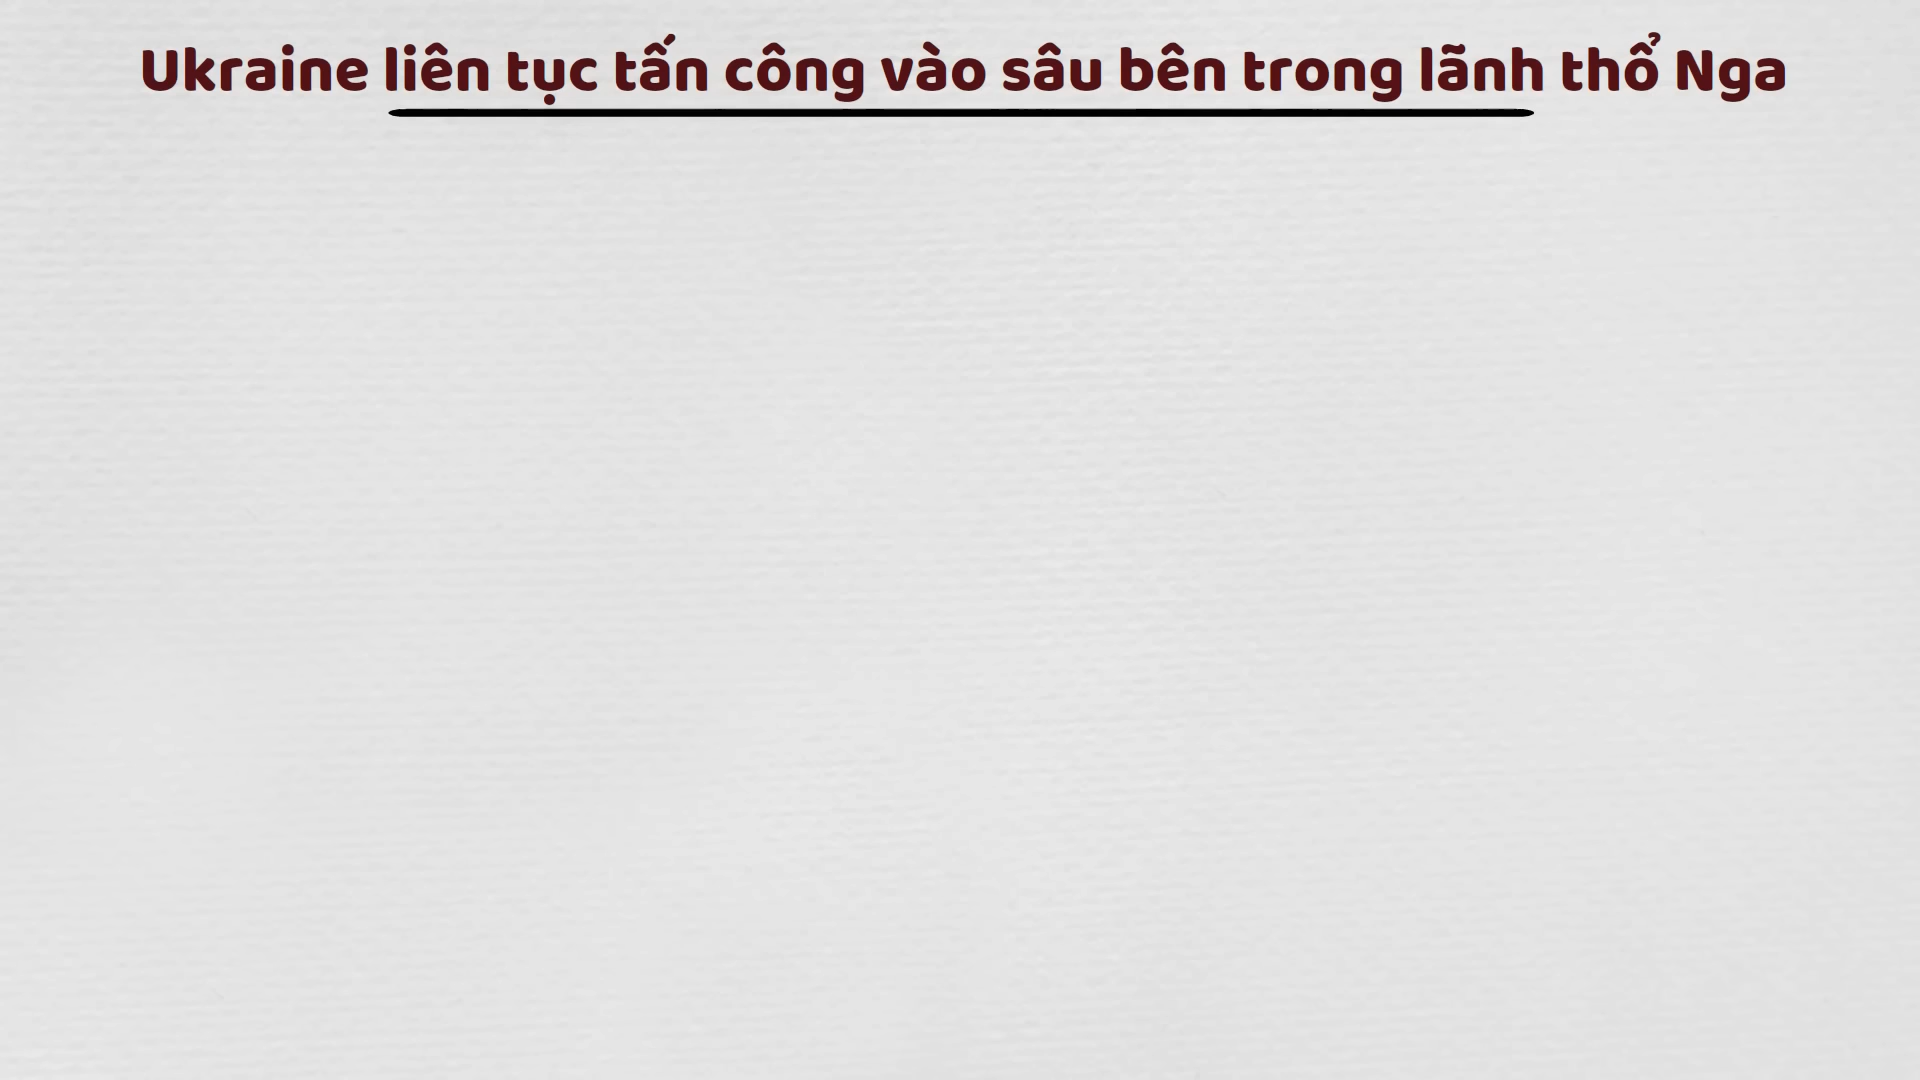 Ukraine liên tục tấn công vào sâu bên trong lãnh thổ Nga